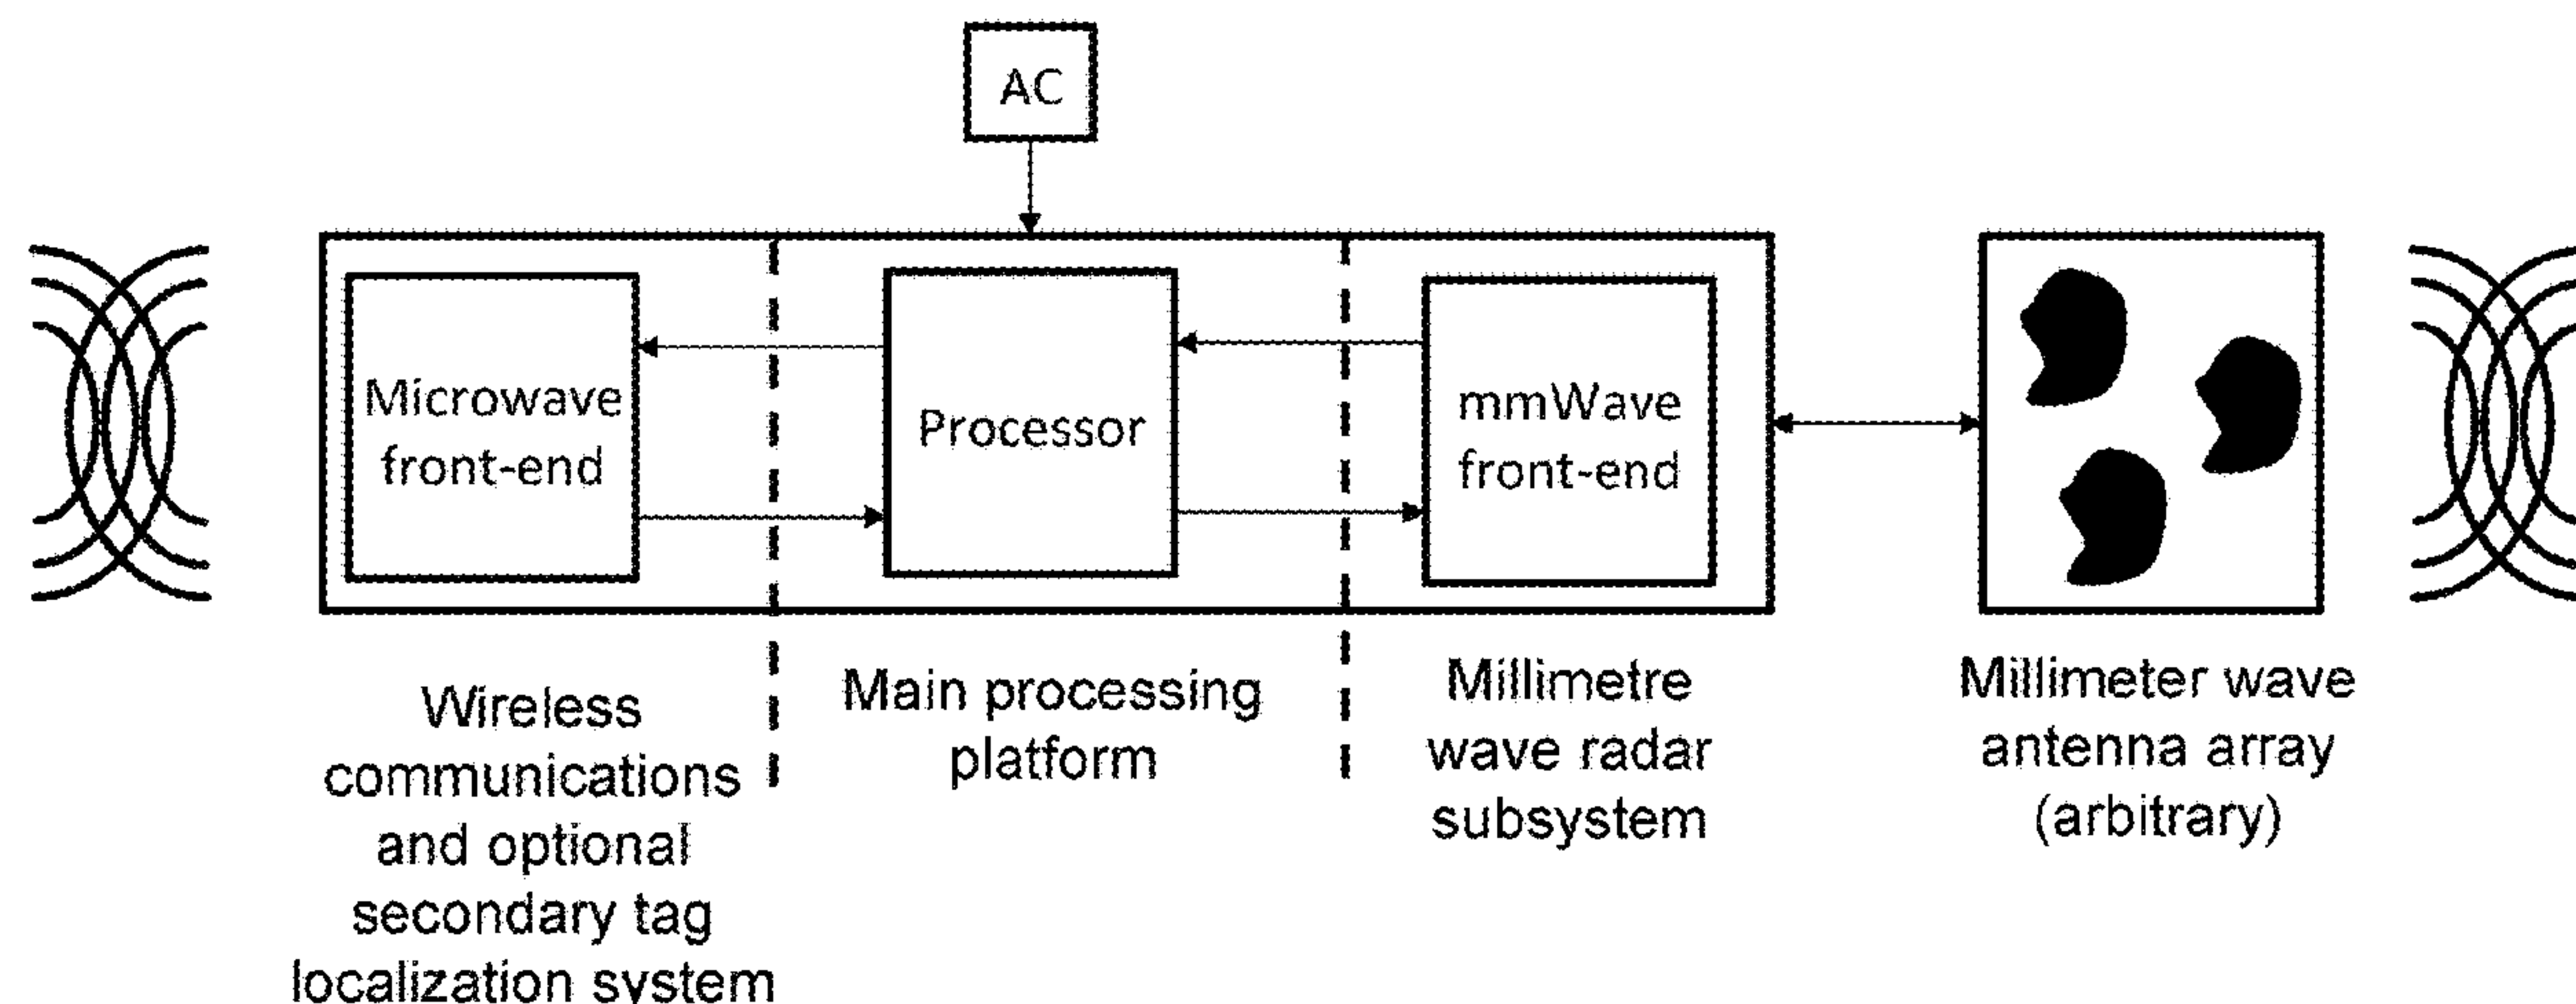 AC
Microwave
front-end
Processor
mmWave
front-end
Wireless
communications
and optional
secondary tag
localization system
Main processing
platform
Millimetre
wave radar
subsystem
Millimeter wave
antenna array
(arbitrary)